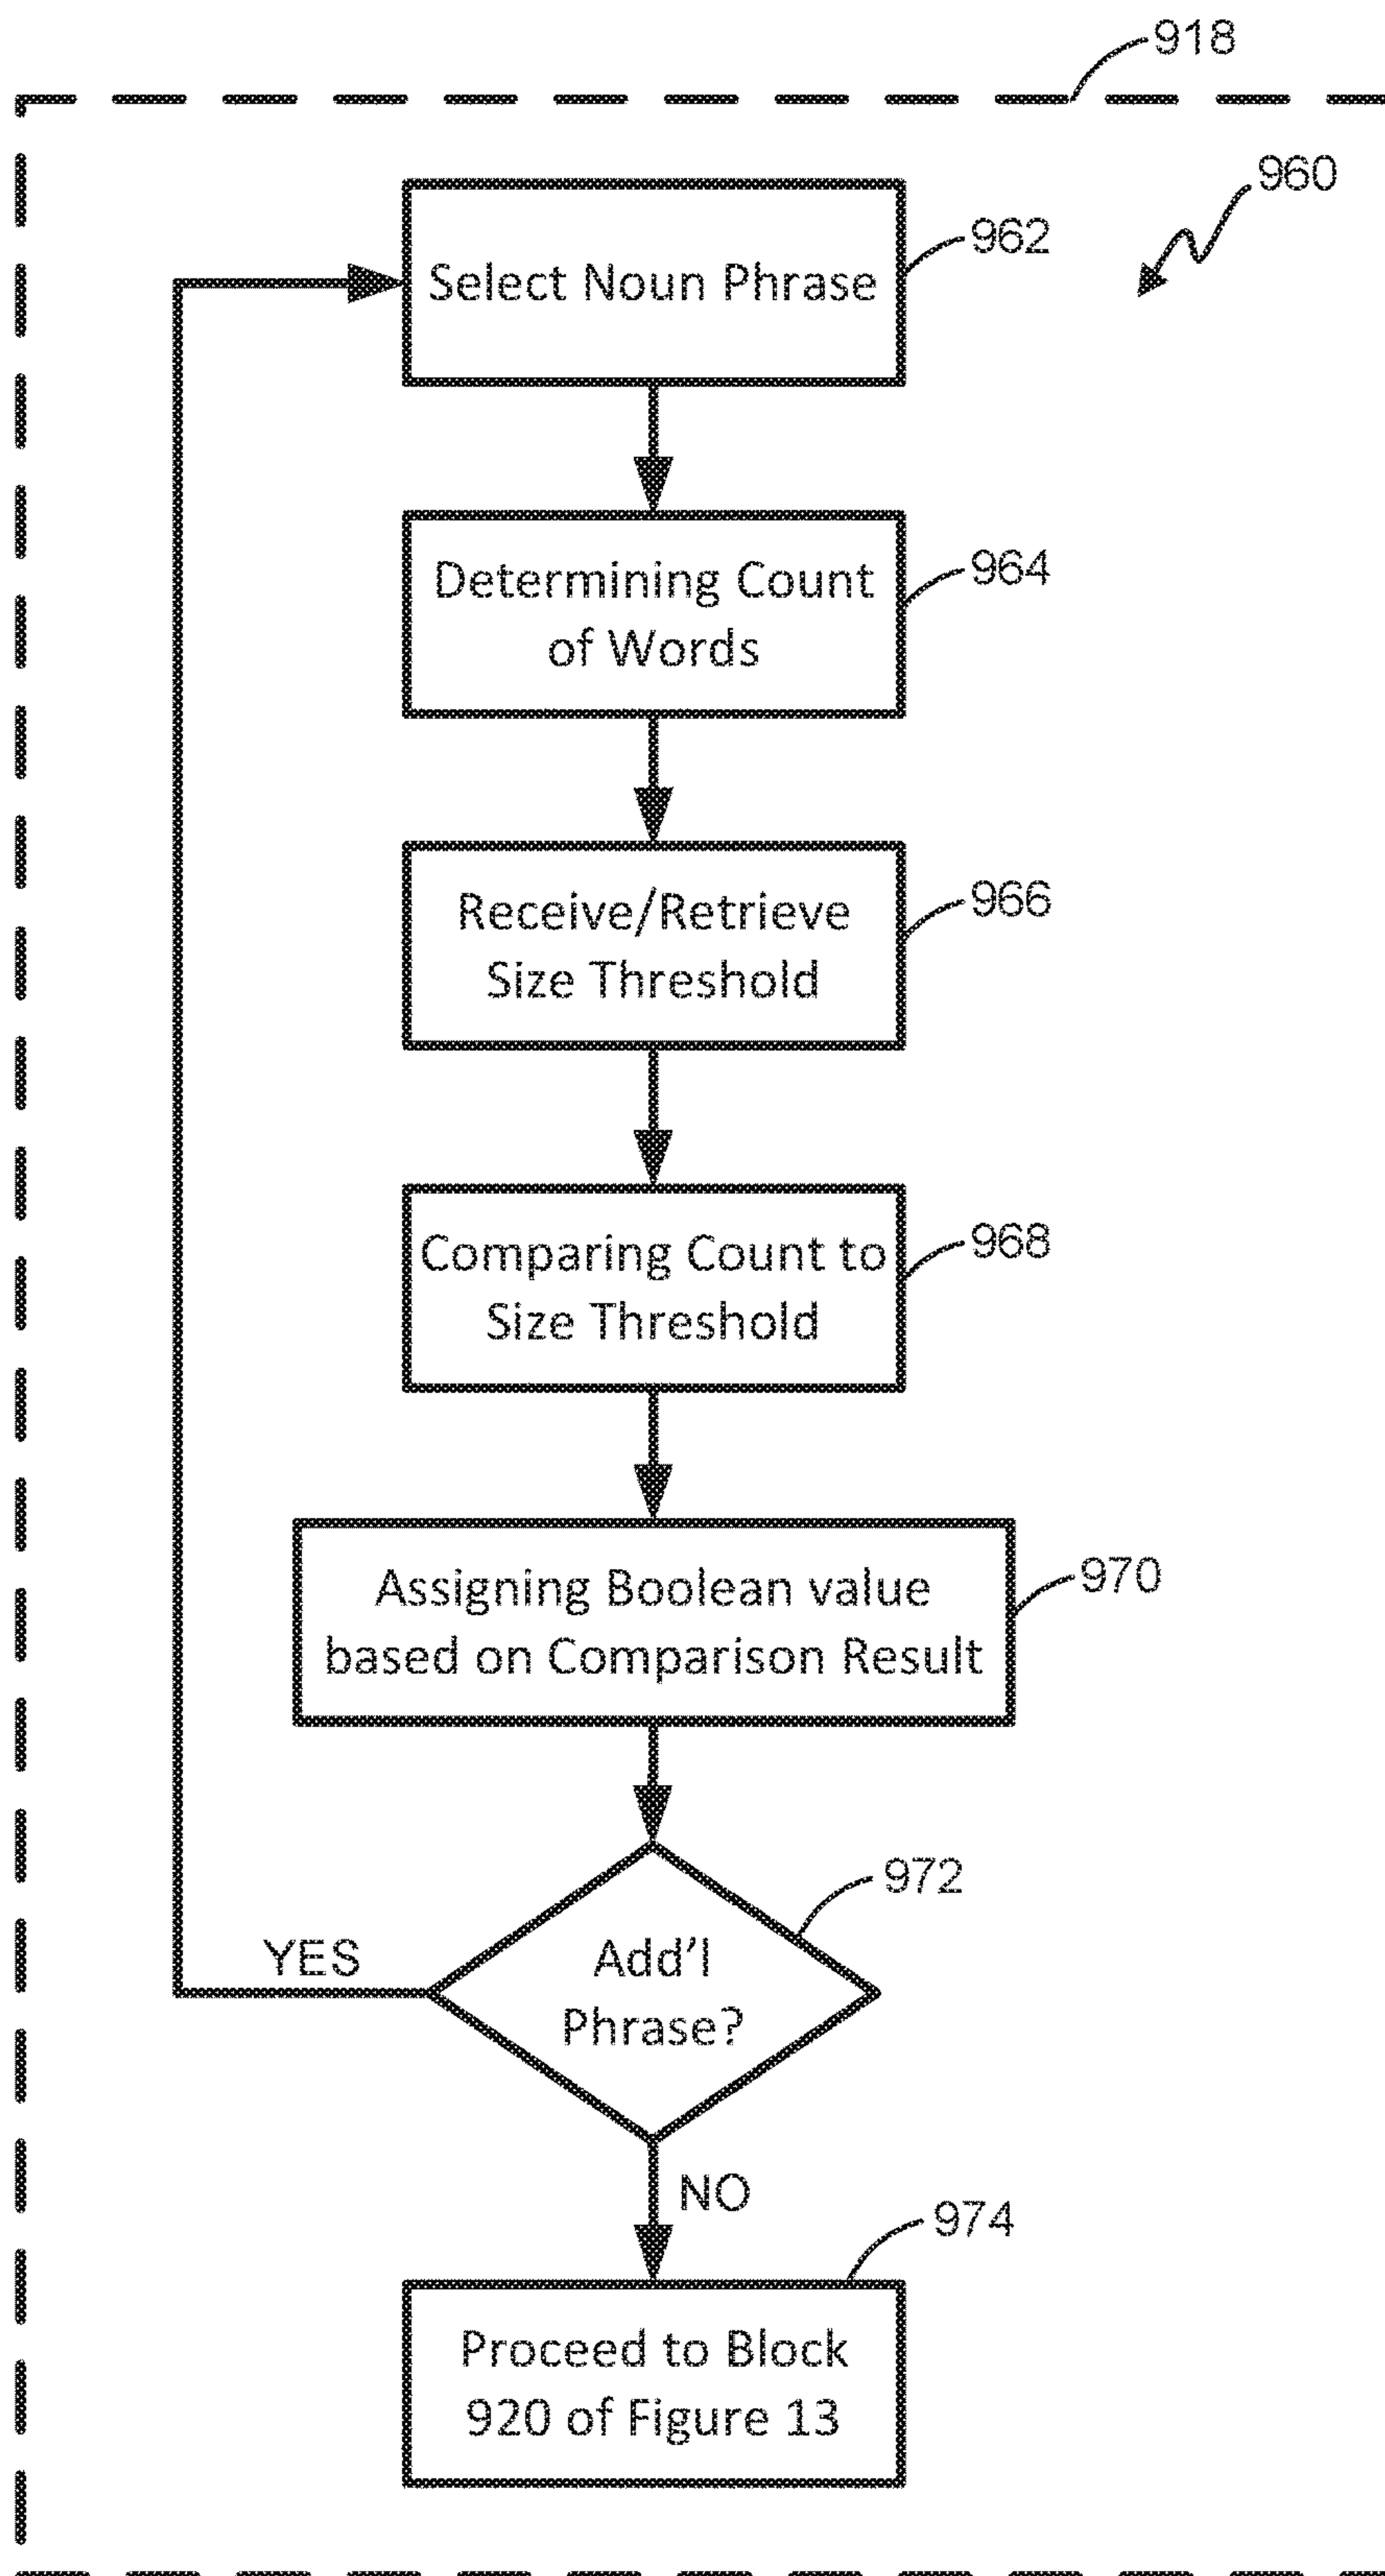 918
960
962
Select Noun Phrase
964
Determining Count
of Words
966
Receive/Retrieve
Size Threshold
968
Comparing Count to
Size Threshold
970
Assigning Boolean value
based on Comparison Result
972
YES
Add'l
Phrase?
NO
974
Proceed to Block
920 of Figure 13